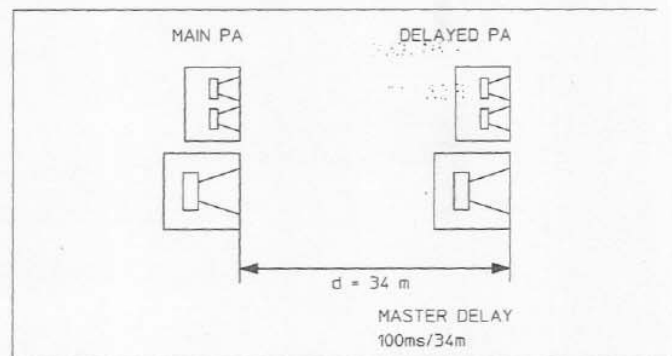 MAIN PA
DELAYED PA
d = 34 m
MASTER DELAY
100ms/34m